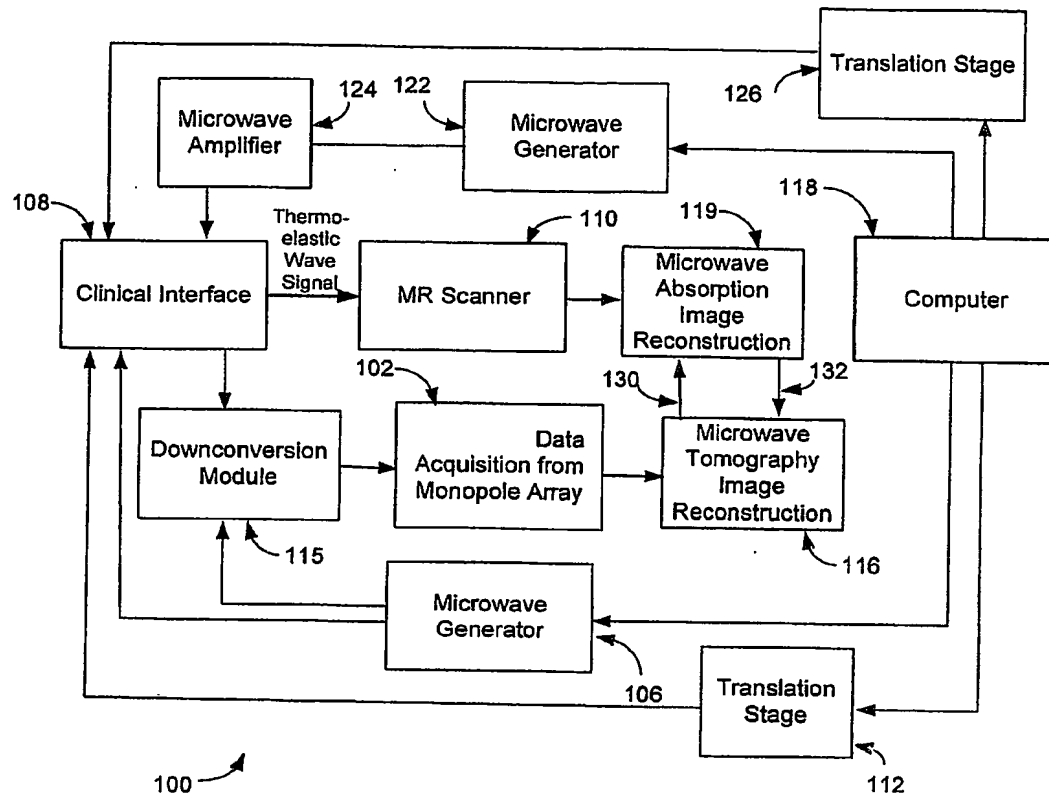 Translation Stage
126
124
122
Microwave
Amplifier
Microwave
Generator
108
Thermo-
elastic
Wave
Signal
110
119
118
Clinical Interface
MR Scanner
Microwave
Absorption
Image
Reconstruction
Computer
102
130
132
Downconversion
Module
Data
Acquisition from
Monopole Array
Microwave
Tomography
Image
Reconstruction
115
116
Microwave
Generator
106
Translation
Stage
100
112